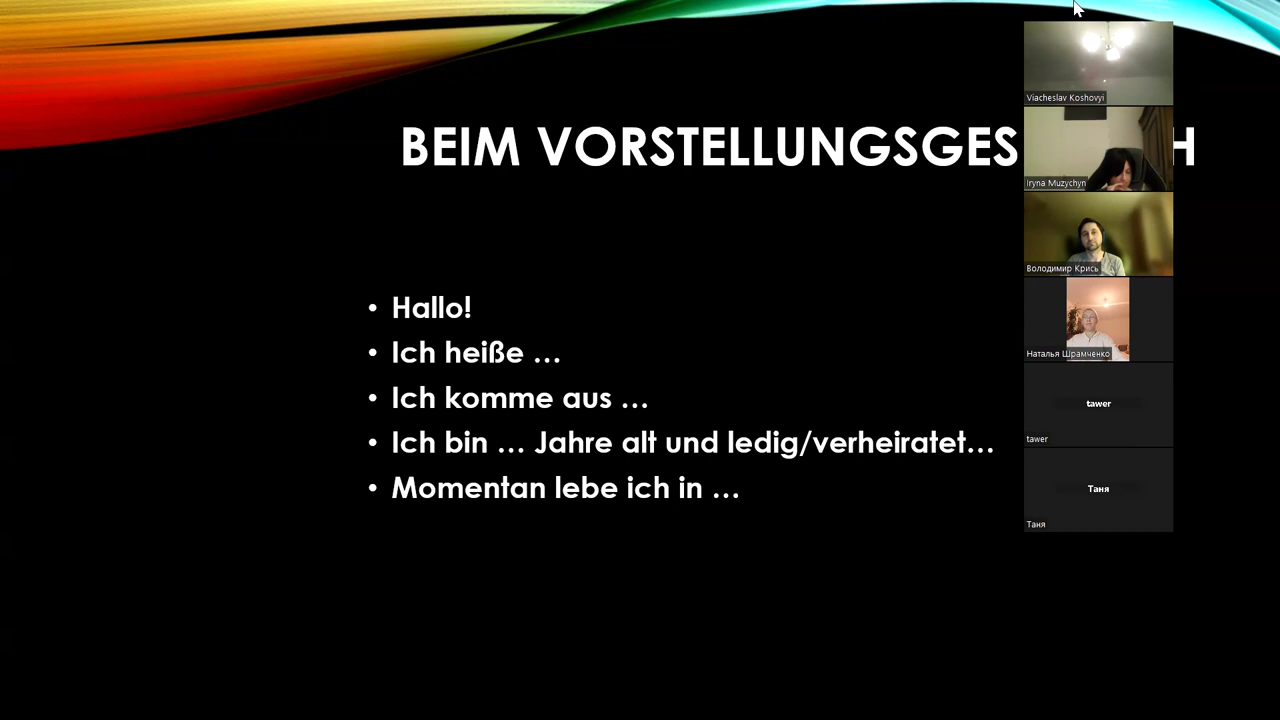 BEIM VORSTELLUNGSGES H
• Hallo!
• Ich heiße …
• Ich komme aus …
• Ich bin … Jahre alt und ledig/verheiratet…
• Momentan lebe ich in …
Viacheslav Koshovyi
Iryna Muzychyn
Володимир Крись
Наталья Шрамченко
tawer
tawer
Таня
Таня